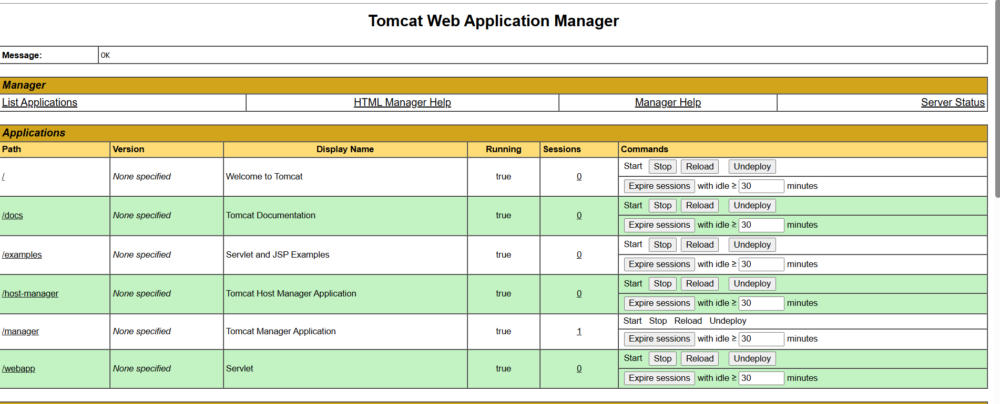 Tomcat Web Application Manager
Message: OK
Manager
List Applications HTML Manager Help Manager Help Server Status
Applications
Path Version Display Name Running Sessions Commands
/ None specified Welcome to Tomcat true 0 Start Stop Reload Undeploy
Expire sessions with idle ≥ 30 minutes
/docs None specified Tomcat Documentation true 0 Start Stop Reload Undeploy
Expire sessions with idle ≥ 30 minutes
/examples None specified Servlet and JSP Examples true 0 Start Stop Reload Undeploy
Expire sessions with idle ≥ 30 minutes
/host-manager None specified Tomcat Host Manager Application true 0 Start Stop Reload Undeploy
Expire sessions with idle ≥ 30 minutes
/manager None specified Tomcat Manager Application true 1 Start Stop Reload Undeploy
Expire sessions with idle ≥ 30 minutes
/webapp None specified Servlet true 0 Start Stop Reload Undeploy
Expire sessions with idle ≥ 30 minutes